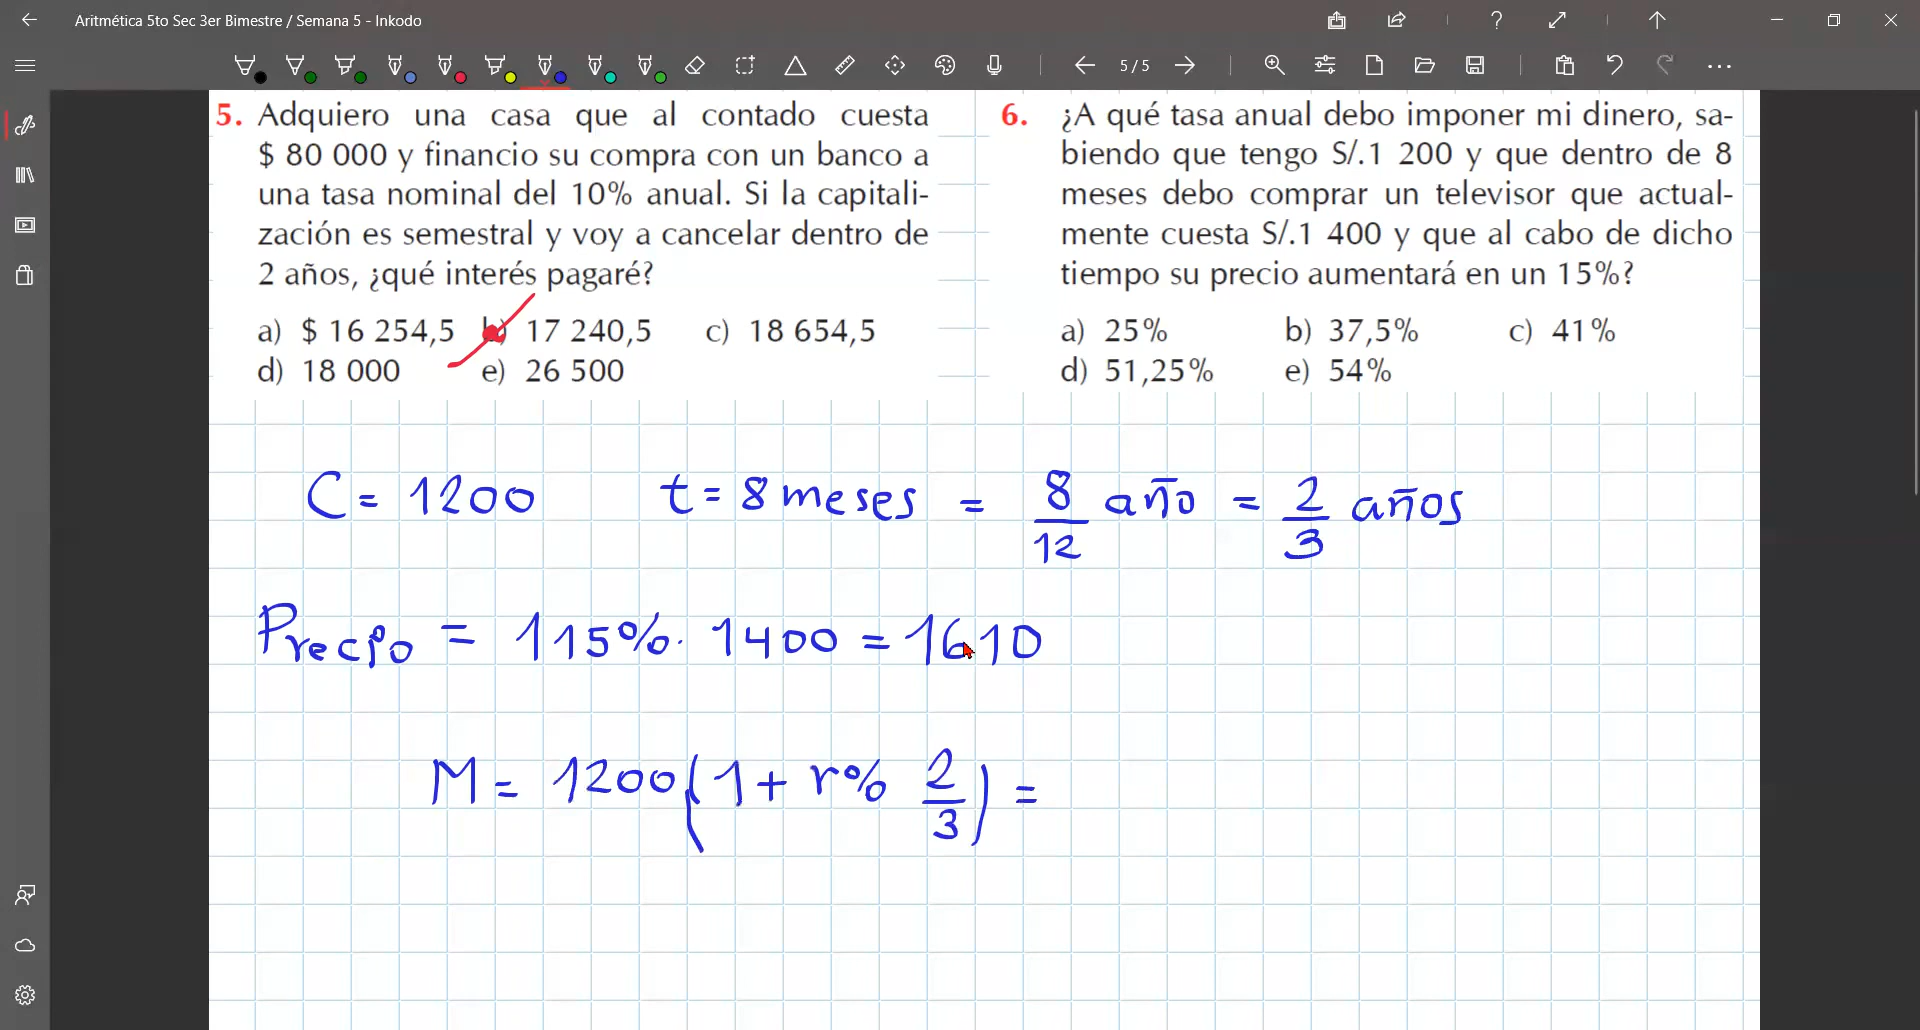 Aritmética 5to Sec 3er Bimestre / Semana 5 - Inkodo
5 / 5
5. Adquiero una casa que al contado cuesta
$ 80 000 y financio su compra con un banco a
una tasa nominal del 10% anual. Si la capitali-
zación es semestral y voy a cancelar dentro de
2 años, ¿qué interés pagaré?
a) $ 16 254,5 b) 17 240,5 c) 18 654,5
d) 18 000 e) 26 500
6. ¿A qué tasa anual debo imponer mi dinero, sa-
biendo que tengo S/.1 200 y que dentro de 8
meses debo comprar un televisor que actual-
mente cuesta S/.1 400 y que al cabo de dicho
tiempo su precio aumentará en un 15%?
a) 25% b) 37,5% c) 41%
d) 51,25% e) 54%
C = 1200 t = 8 meses = 8/12 año = 2/3 años
Precio = 115% · 1400 = 1610
M = 1200(1 + r% 2/3) =